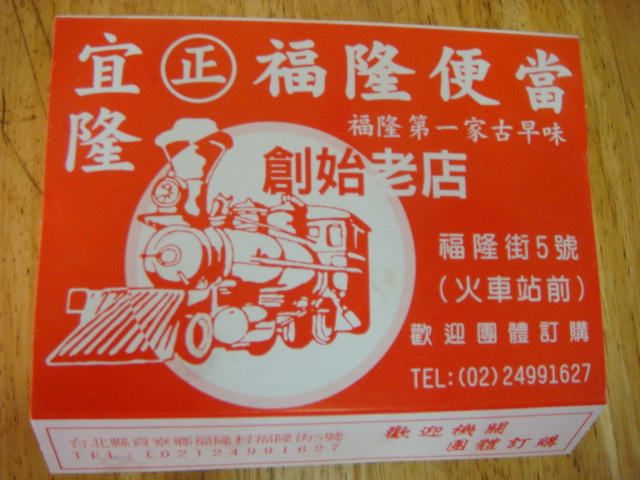 宜隆
正 福隆便當
福隆第一家古早味
創始老店
福隆街5號
(火車站前)
歡迎團體訂購
TEL:(02)24991627
台北縣貢寮鄉福隆村福隆街5號
TEL:(02)24991627
歡迎機關
團體訂購